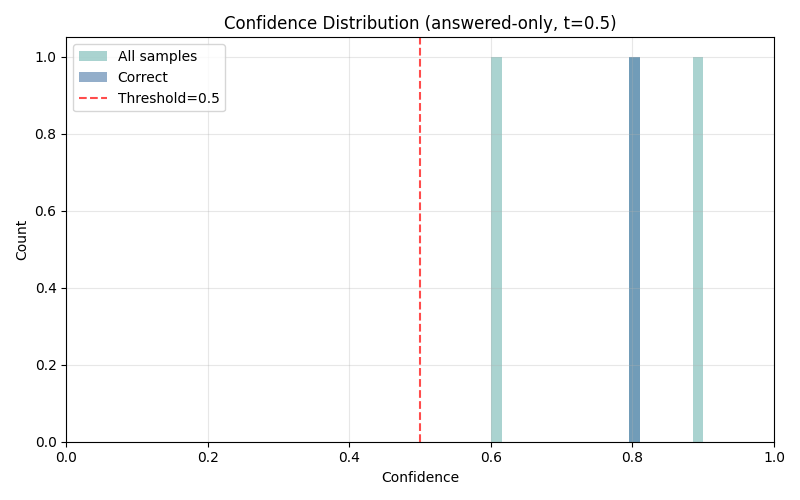 Confidence Distribution (answered-only, t=0.5)
All samples
Correct
Threshold=0.5
Count
1.0
0.8
0.6
0.4
0.2
0.0
0.0 0.2 0.4 0.6 0.8 1.0
Confidence